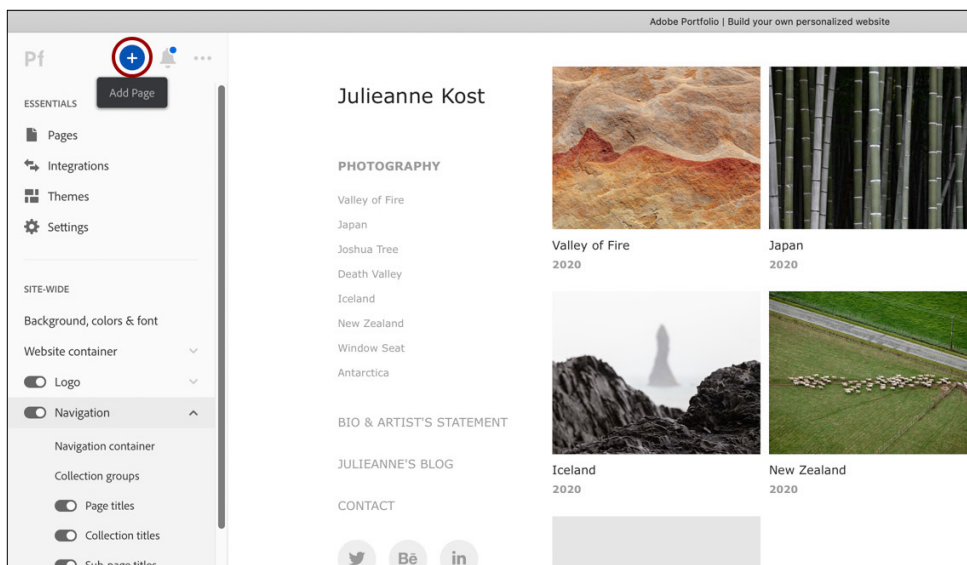 Adobe Portfolio | Build your own personalized website
Pf
Add Page
ESSENTIALS
Pages
Integrations
Themes
Settings
SITE-WIDE
Background, colors & font
Website container
Logo
Navigation
Navigation container
Collection groups
Page titles
Collection titles
Sub-page titles
Julieanne Kost
PHOTOGRAPHY
Valley of Fire
Japan
Joshua Tree
Death Valley
Iceland
New Zealand
Window Seat
Antarctica
BIO & ARTIST'S STATEMENT
JULIEANNE'S BLOG
CONTACT
Bē
in
Valley of Fire
2020
Japan
2020
Iceland
2020
New Zealand
2020